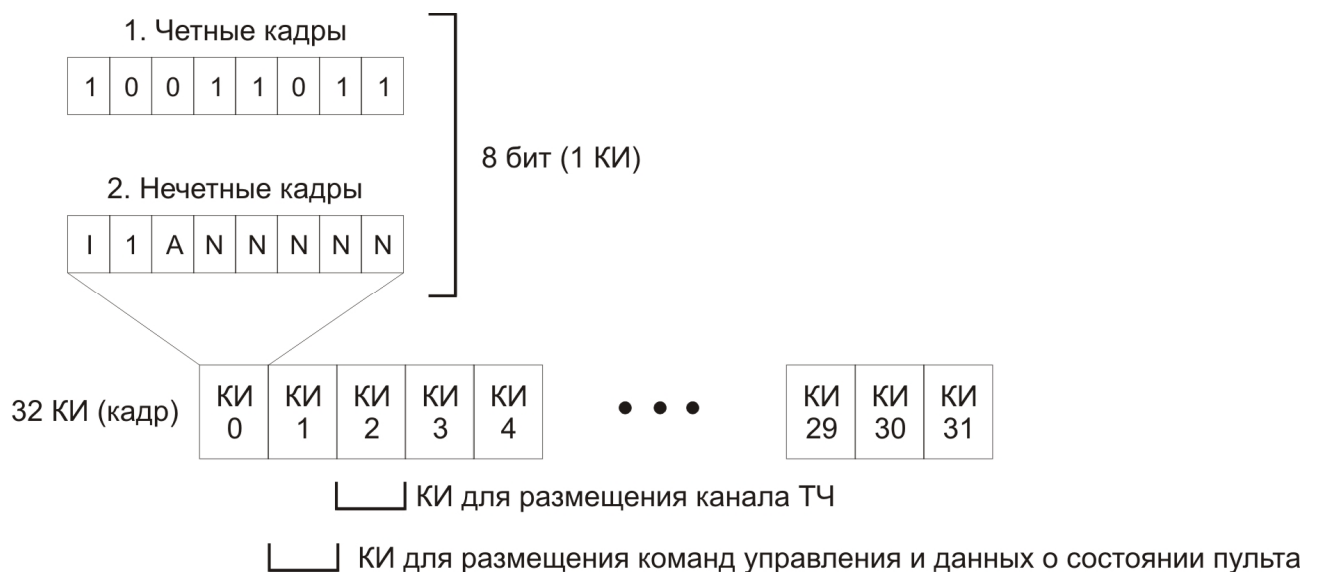 1. Четные кадры
1 0 0 1 1 0 1 1
8 бит (1 КИ)
2. Нечетные кадры
I 1 A N N N N N
32 КИ (кадр)
КИ 0
КИ 1
КИ 2
КИ 3
КИ 4
• • •
КИ 29
КИ 30
КИ 31
КИ для размещения канала ТЧ
КИ для размещения команд управления и данных о состоянии пульта